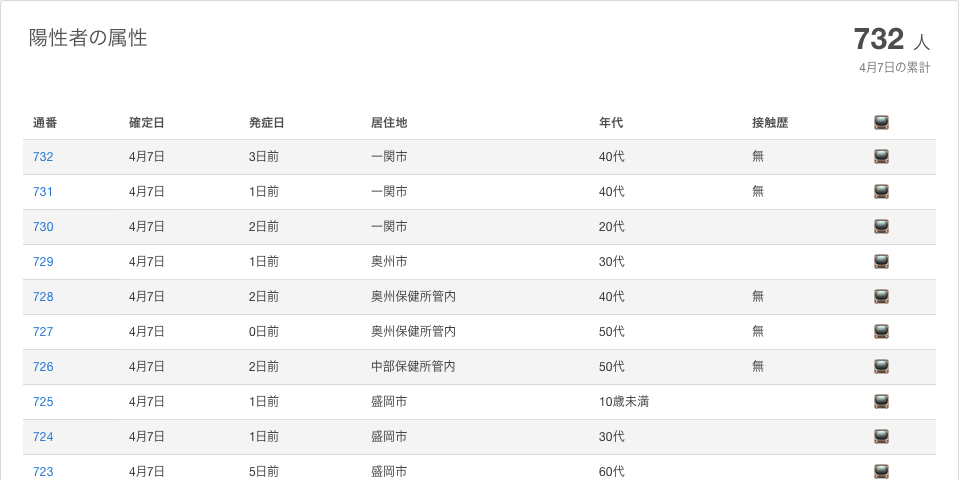 陽性者の属性
732 人
4月7日の累計
通番 確定日 発症日 居住地 年代 接触歴
732 4月7日 3日前 一関市 40代 無
731 4月7日 1日前 一関市 40代 無
730 4月7日 2日前 一関市 20代
729 4月7日 1日前 奥州市 30代
728 4月7日 2日前 奥州保健所管内 40代 無
727 4月7日 0日前 奥州保健所管内 50代 無
726 4月7日 2日前 中部保健所管内 50代 無
725 4月7日 1日前 盛岡市 10歳未満
724 4月7日 1日前 盛岡市 30代
723 4月7日 5日前 盛岡市 60代